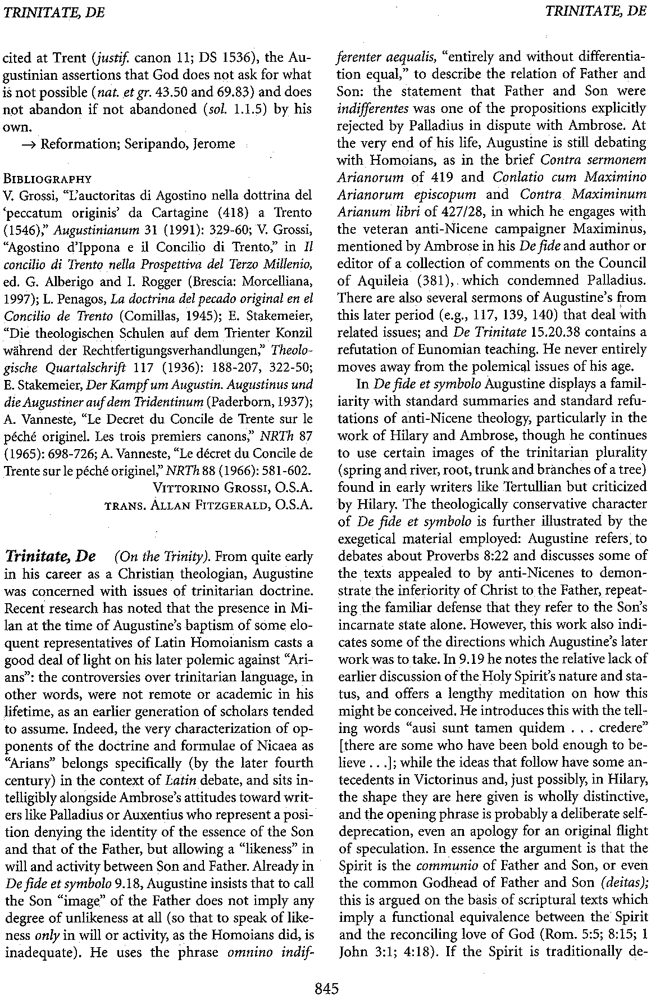 TRINITATE, DE
TRINITATE, DE
cited at Trent (justif. canon 11; DS 1536), the Au-
gustinian assertions that God does not ask for what
is not possible (nat. et gr. 43.50 and 69.83) and does
not abandon if not abandoned (sol. 1.1.5) by his
own.
→ Reformation; Seripando, Jerome
BIBLIOGRAPHY
V. Grossi, “L’auctoritas di Agostino nella dottrina del
‘peccatum originis’ da Cartagine (418) a Trento
(1546),” Augustinianum 31 (1991): 329-60; V. Grossi,
“Agostino d’Ippona e il Concilio di Trento,” in Il
concilio di Trento nella Prospettiva del Terzo Millenio,
ed. G. Alberigo and I. Rogger (Brescia: Morcelliana,
1997); L. Penagos, La doctrina del pecado original en el
Concilio de Trento (Comillas, 1945); E. Stakemeier,
“Die theologischen Schulen auf dem Trienter Konzil
während der Rechtfertigungsverhandlungen,” Theolo-
gische Quartalschrift 117 (1936): 188-207, 322-50;
E. Stakemeier, Der Kampf um Augustin. Augustinus und
die Augustiner auf dem Tridentinum (Paderborn, 1937);
A. Vanneste, “Le Decret du Concile de Trente sur le
péché originel. Les trois premiers canons,” NRTh 87
(1965): 698-726; A. Vanneste, “Le décret du Concile de
Trente sur le péché originel,” NRTh 88 (1966): 581-602.
VITTORINO GROSSI, O.S.A.
TRANS. ALLAN FITZGERALD, O.S.A.
Trinitate, De (On the Trinity). From quite early
in his career as a Christian theologian, Augustine
was concerned with issues of trinitarian doctrine.
Recent research has noted that the presence in Mi-
lan at the time of Augustine’s baptism of some elo-
quent representatives of Latin Homoianism casts a
good deal of light on his later polemic against “Ari-
ans”: the controversies over trinitarian language, in
other words, were not remote or academic in his
lifetime, as an earlier generation of scholars tended
to assume. Indeed, the very characterization of op-
ponents of the doctrine and formulae of Nicaea as
“Arians” belongs specifically (by the later fourth
century) in the context of Latin debate, and sits in-
telligibly alongside Ambrose’s attitudes toward writ-
ers like Palladius or Auxentius who represent a posi-
tion denying the identity of the essence of the Son
and that of the Father, but allowing a “likeness” in
will and activity between Son and Father. Already in
De fide et symbolo 9.18, Augustine insists that to call
the Son “image” of the Father does not imply any
degree of unlikeness at all (so that to speak of like-
ness only in will or activity, as the Homoians did, is
inadequate). He uses the phrase omnino indif-
ferenter aequalis, “entirely and without differentia-
tion equal,” to describe the relation of Father and
Son: the statement that Father and Son were
indifferentes was one of the propositions explicitly
rejected by Palladius in dispute with Ambrose. At
the very end of his life, Augustine is still debating
with Homoians, as in the brief Contra sermonem
Arianorum of 419 and Conlatio cum Maximino
Arianorum episcopum and Contra Maximinum
Arianum libri of 427/28, in which he engages with
the veteran anti-Nicene campaigner Maximinus,
mentioned by Ambrose in his De fide and author or
editor of a collection of comments on the Council
of Aquileia (381), which condemned Palladius.
There are also several sermons of Augustine’s from
this later period (e.g., 117, 139, 140) that deal with
related issues; and De Trinitate 15.20.38 contains a
refutation of Eunomian teaching. He never entirely
moves away from the polemical issues of his age.
In De fide et symbolo Augustine displays a famil-
iarity with standard summaries and standard refu-
tations of anti-Nicene theology, particularly in the
work of Hilary and Ambrose, though he continues
to use certain images of the trinitarian plurality
(spring and river, root, trunk and branches of a tree)
found in early writers like Tertullian but criticized
by Hilary. The theologically conservative character
of De fide et symbolo is further illustrated by the
exegetical material employed: Augustine refers to
debates about Proverbs 8:22 and discusses some of
the texts appealed to by anti-Nicenes to demon-
strate the inferiority of Christ to the Father, repeat-
ing the familiar defense that they refer to the Son’s
incarnate state alone. However, this work also indi-
cates some of the directions which Augustine’s later
work was to take. In 9.19 he notes the relative lack of
earlier discussion of the Holy Spirit’s nature and sta-
tus, and offers a lengthy meditation on how this
might be conceived. He introduces this with the tell-
ing words “ausi sunt tamen quidem . . . credere”
[there are some who have been bold enough to be-
lieve . . .]; while the ideas that follow have some an-
tecedents in Victorinus and, just possibly, in Hilary,
the shape they are here given is wholly distinctive,
and the opening phrase is probably a deliberate self-
deprecation, even an apology for an original flight
of speculation. In essence the argument is that the
Spirit is the communio of Father and Son, or even
the common Godhead of Father and Son (deitas);
this is argued on the basis of scriptural texts which
imply a functional equivalence between the Spirit
and the reconciling love of God (Rom. 5:5; 8:15; 1
John 3:1; 4:18). If the Spirit is traditionally de-
845